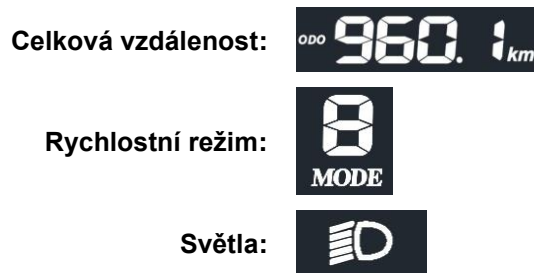 Celková vzdálenost: ODO 960.1 km
Rychlostní režim: 8
MODE
Světla: